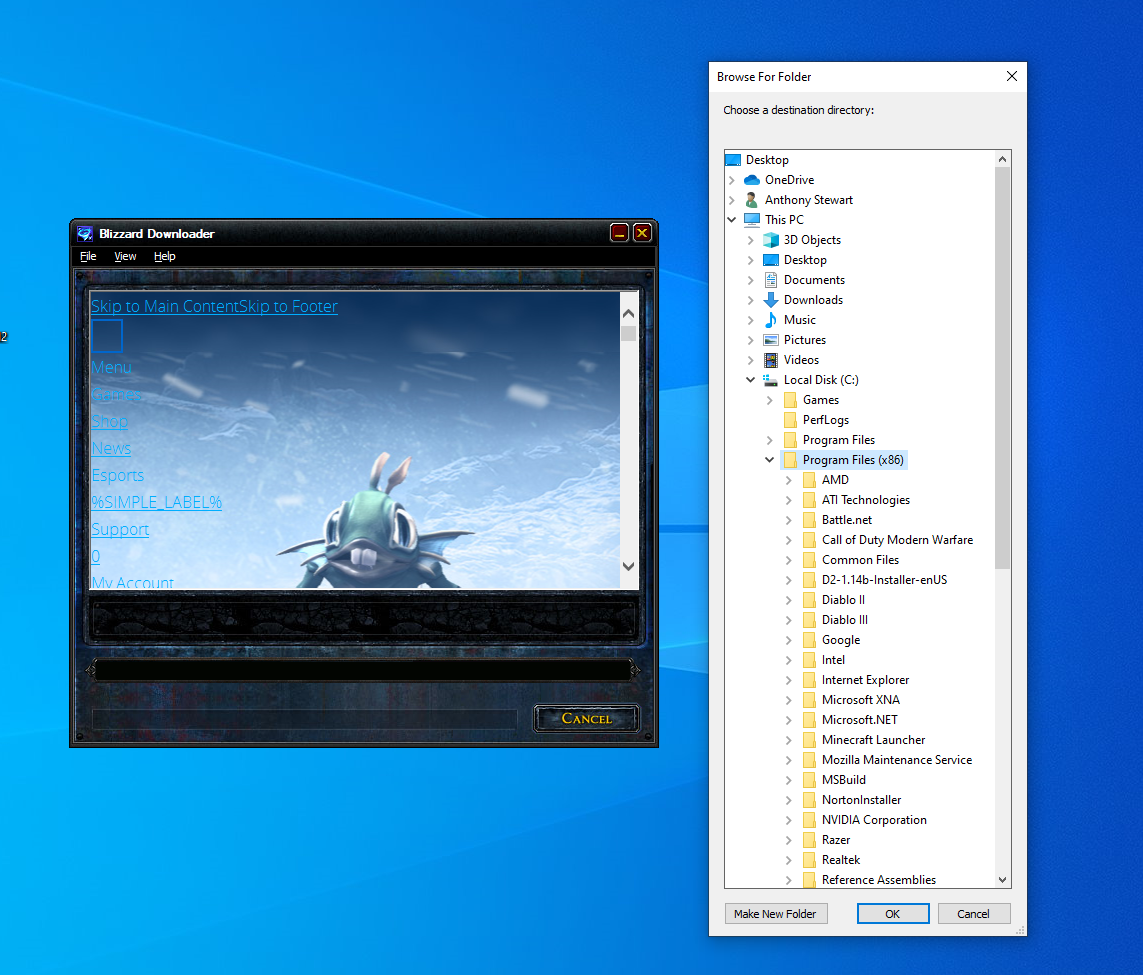 Blizzard Downloader
File View Help
Skip to Main ContentSkip to Footer
Menu
Games
Shop
News
Esports
%SIMPLE_LABEL%
Support
0
My Account
CANCEL
2
Browse For Folder
Choose a destination directory:
Desktop
OneDrive
Anthony Stewart
This PC
3D Objects
Desktop
Documents
Downloads
Music
Pictures
Videos
Local Disk (C:)
Games
PerfLogs
Program Files
Program Files (x86)
AMD
ATI Technologies
Battle.net
Call of Duty Modern Warfare
Common Files
D2-1.14b-Installer-enUS
Diablo II
Diablo III
Google
Intel
Internet Explorer
Microsoft XNA
Microsoft.NET
Minecraft Launcher
Mozilla Maintenance Service
MSBuild
NortonInstaller
NVIDIA Corporation
Razer
Realtek
Reference Assemblies
Make New Folder OK Cancel